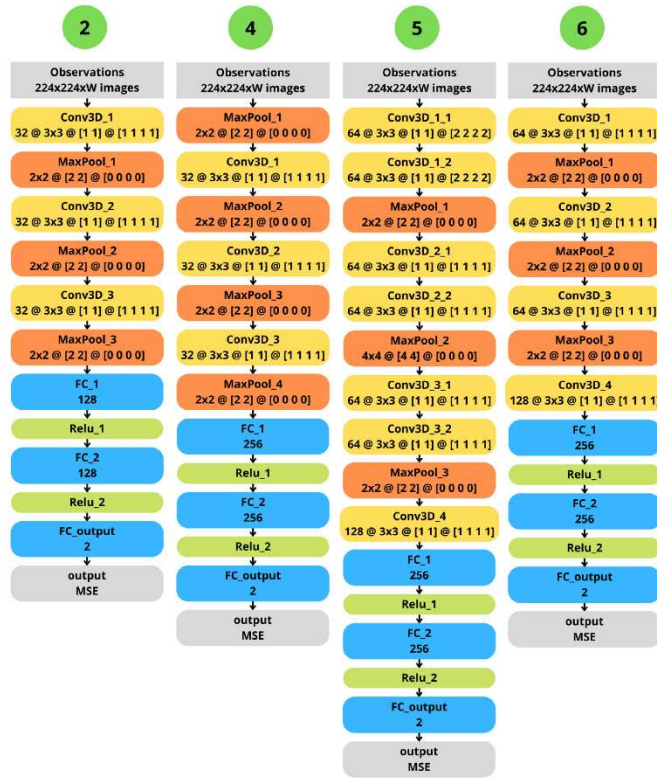 2
Observations
224x224xW images
Conv3D_1
32 @ 3x3 @ [1 1] @ [1 1 1 1]
MaxPool_1
2x2 @ [2 2] @ [0 0 0 0]
Conv3D_2
32 @ 3x3 @ [1 1] @ [1 1 1 1]
MaxPool_2
2x2 @ [2 2] @ [0 0 0 0]
Conv3D_3
32 @ 3x3 @ [1 1] @ [1 1 1 1]
MaxPool_3
2x2 @ [2 2] @ [0 0 0 0]
FC_1
128
Relu_1
FC_2
128
Relu_2
FC_output
2
output
MSE
4
Observations
224x224xW images
MaxPool_1
2x2 @ [2 2] @ [0 0 0 0]
Conv3D_1
32 @ 3x3 @ [1 1] @ [1 1 1 1]
MaxPool_2
2x2 @ [2 2] @ [0 0 0 0]
Conv3D_2
32 @ 3x3 @ [1 1] @ [1 1 1 1]
MaxPool_3
2x2 @ [2 2] @ [0 0 0 0]
Conv3D_3
32 @ 3x3 @ [1 1] @ [1 1 1 1]
MaxPool_4
2x2 @ [2 2] @ [0 0 0 0]
FC_1
256
Relu_1
FC_2
256
Relu_2
FC_output
2
output
MSE
5
Observations
224x224xW images
Conv3D_1_1
64 @ 3x3 @ [1 1] @ [2 2 2 2]
Conv3D_1_2
64 @ 3x3 @ [1 1] @ [2 2 2 2]
MaxPool_1
2x2 @ [2 2] @ [0 0 0 0]
Conv3D_2_1
64 @ 3x3 @ [1 1] @ [1 1 1 1]
Conv3D_2_2
64 @ 3x3 @ [1 1] @ [1 1 1 1]
MaxPool_2
4x4 @ [4 4] @ [0 0 0 0]
Conv3D_3_1
64 @ 3x3 @ [1 1] @ [1 1 1 1]
Conv3D_3_2
64 @ 3x3 @ [1 1] @ [1 1 1 1]
MaxPool_3
2x2 @ [2 2] @ [0 0 0 0]
Conv3D_4
128 @ 3x3 @ [1 1] @ [1 1 1 1]
FC_1
256
Relu_1
FC_2
256
Relu_2
FC_output
2
output
MSE
6
Observations
224x224xW images
Conv3D_1
64 @ 3x3 @ [1 1] @ [1 1 1 1]
MaxPool_1
2x2 @ [2 2] @ [0 0 0 0]
Conv3D_2
64 @ 3x3 @ [1 1] @ [1 1 1 1]
MaxPool_2
2x2 @ [2 2] @ [0 0 0 0]
Conv3D_3
64 @ 3x3 @ [1 1] @ [1 1 1 1]
MaxPool_3
2x2 @ [2 2] @ [0 0 0 0]
Conv3D_4
128 @ 3x3 @ [1 1] @ [1 1 1 1]
FC_1
256
Relu_1
FC_2
256
Relu_2
FC_output
2
output
MSE